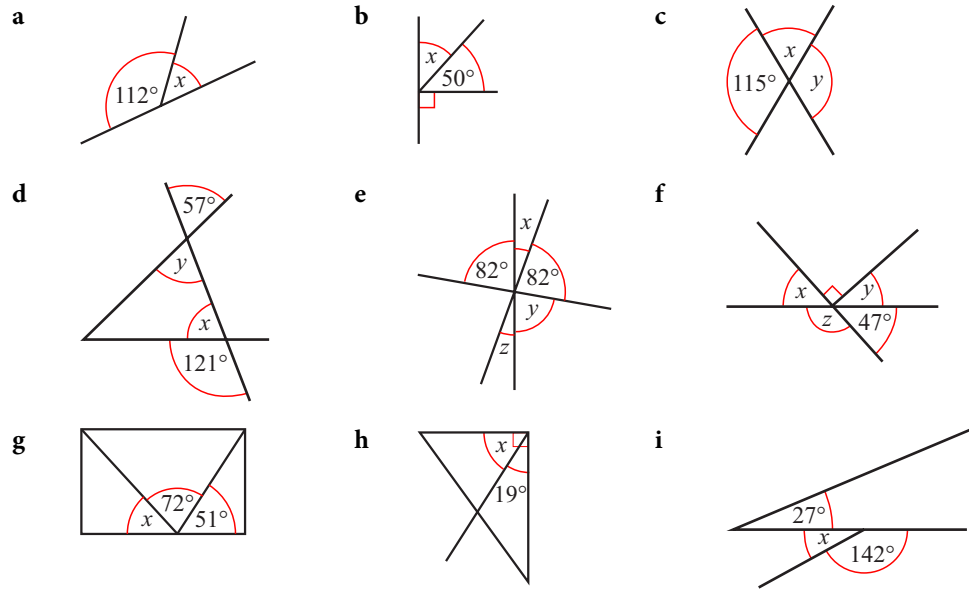 a b c
112° x
x 50°
115° x y
d e f
57° y x 121°
x 82° 82° y z
x y z 47°
g h i
x 72° 51°
x 19°
27° x 142°